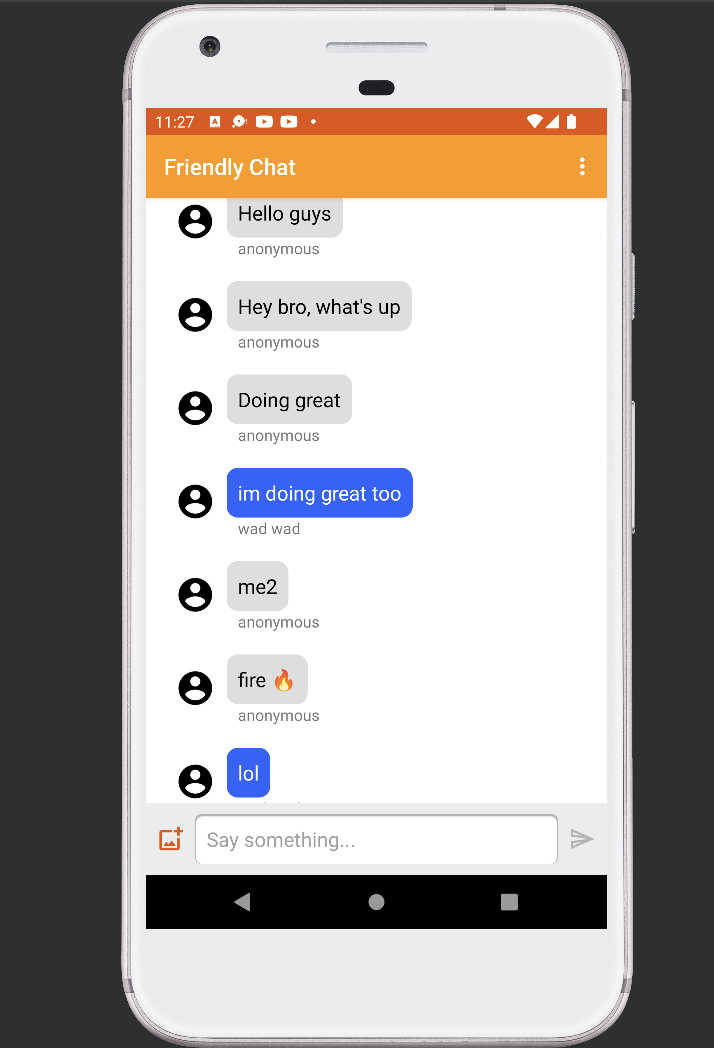 11:27
Friendly Chat
Hello guys
anonymous
Hey bro, what's up
anonymous
Doing great
anonymous
im doing great too
wad wad
me2
anonymous
fire 🔥
anonymous
lol
Say something...